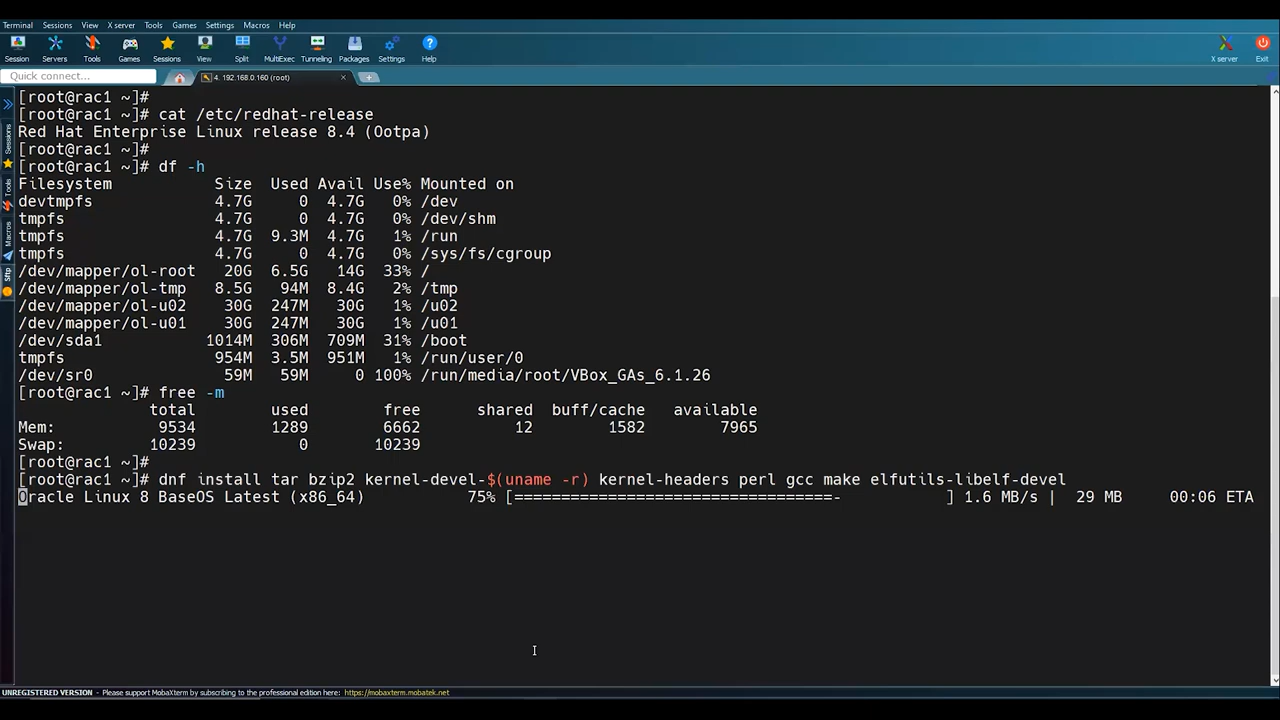 Terminal Sessions View X server Tools Games Settings Macros Help
Session Servers Tools Games Sessions View Split MultiExec Tunneling Packages Settings Help X server Exit
Quick connect... 4. 192.168.0.160 (root)
Sessions
Tools
Macros
Sftp
[root@rac1 ~]#
[root@rac1 ~]# cat /etc/redhat-release
Red Hat Enterprise Linux release 8.4 (Ootpa)
[root@rac1 ~]#
[root@rac1 ~]# df -h
Filesystem Size Used Avail Use% Mounted on
devtmpfs 4.7G 0 4.7G 0% /dev
tmpfs 4.7G 0 4.7G 0% /dev/shm
tmpfs 4.7G 9.3M 4.7G 1% /run
tmpfs 4.7G 0 4.7G 0% /sys/fs/cgroup
/dev/mapper/ol-root 20G 6.5G 14G 33% /
/dev/mapper/ol-tmp 8.5G 94M 8.4G 2% /tmp
/dev/mapper/ol-u02 30G 247M 30G 1% /u02
/dev/mapper/ol-u01 30G 247M 30G 1% /u01
/dev/sda1 1014M 306M 709M 31% /boot
tmpfs 954M 3.5M 951M 1% /run/user/0
/dev/sr0 59M 59M 0 100% /run/media/root/VBox_GAs_6.1.26
[root@rac1 ~]# free -m
total used free shared buff/cache available
Mem: 9534 1289 6662 12 1582 7965
Swap: 10239 0 10239
[root@rac1 ~]#
[root@rac1 ~]# dnf install tar bzip2 kernel-devel-$(uname -r) kernel-headers perl gcc make elfutils-libelf-devel
Oracle Linux 8 BaseOS Latest (x86_64) 75% [==================================- ] 1.6 MB/s | 29 MB 00:06 ETA
UNREGISTERED VERSION - Please support MobaXterm by subscribing to the professional edition here: https://mobaxterm.mobatek.net